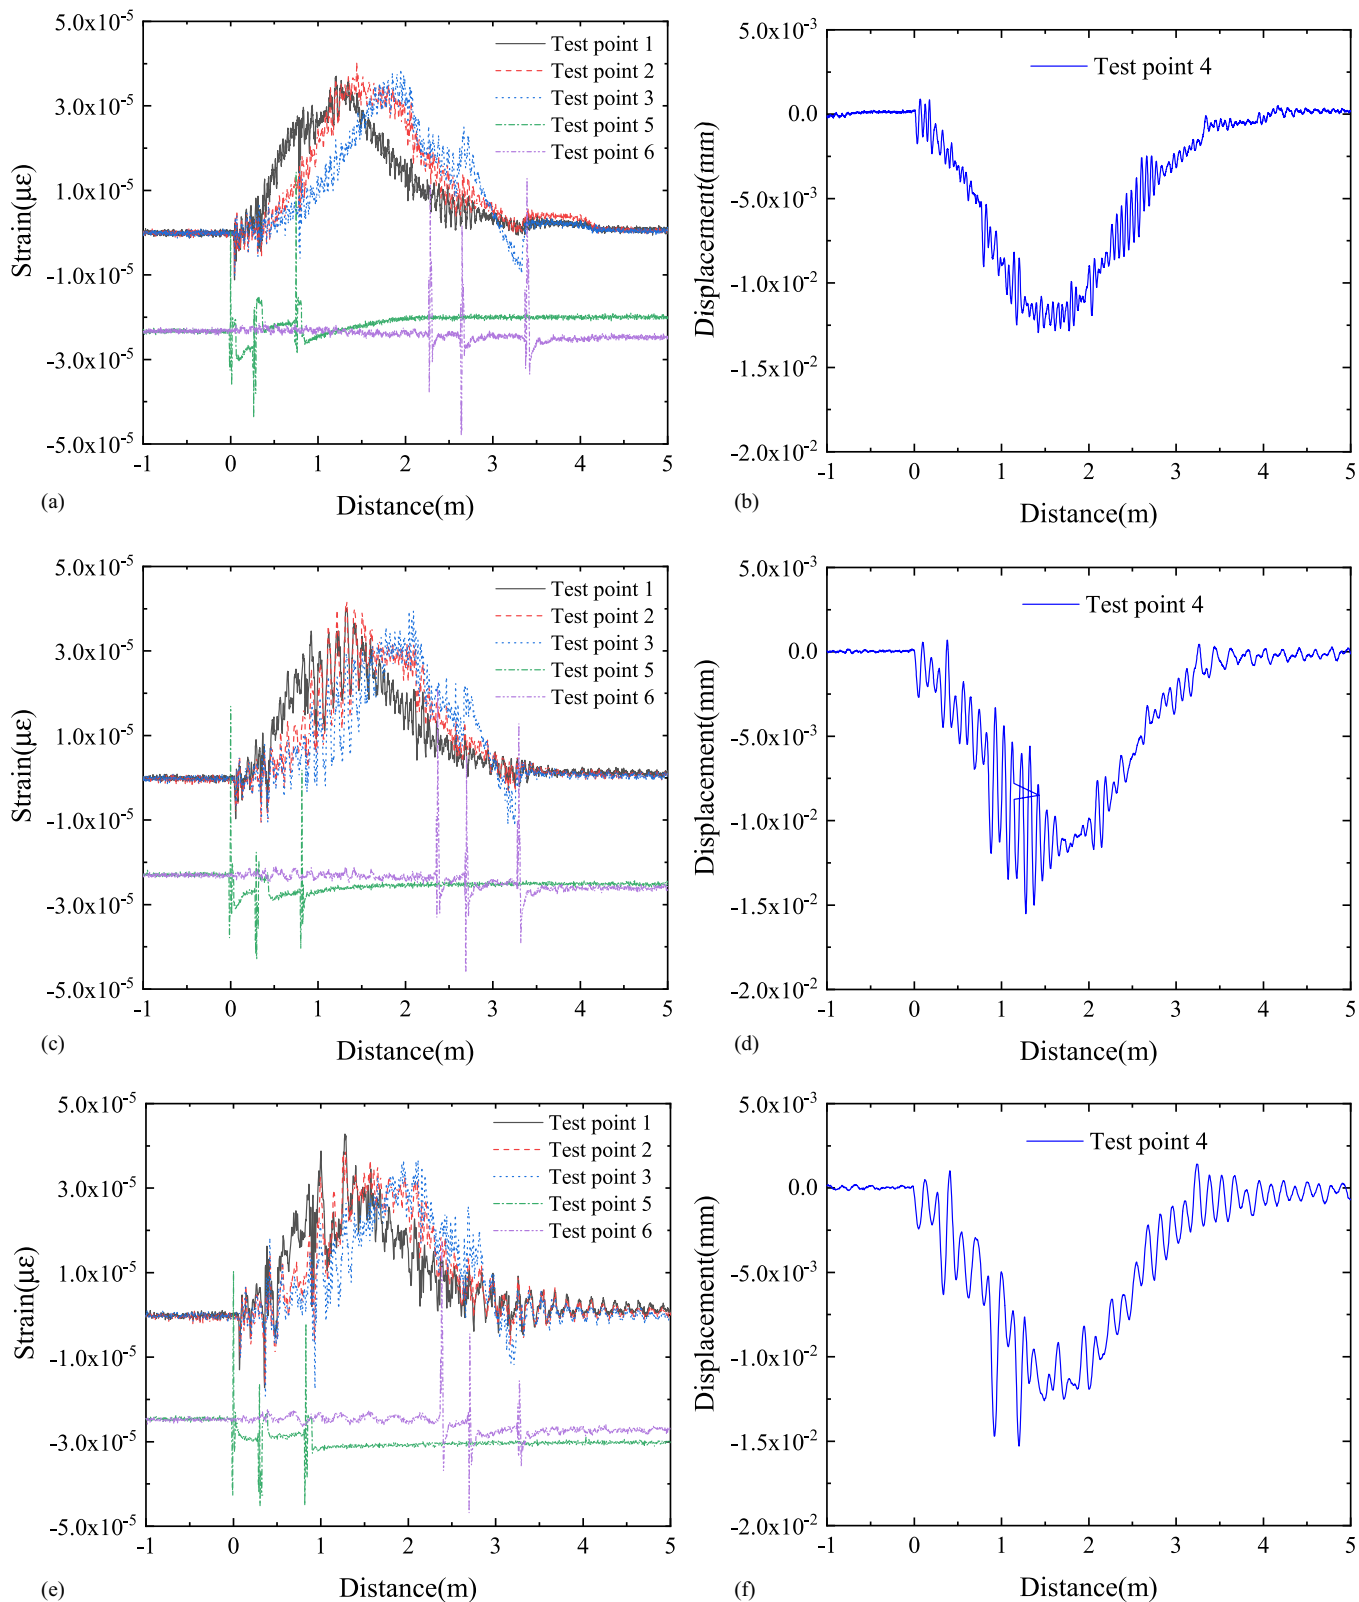 5.0x10⁻⁵
3.0x10⁻⁵
1.0x10⁻⁵
-1.0x10⁻⁵
-3.0x10⁻⁵
-5.0x10⁻⁵
Strain(με)
Test point 1
Test point 2
Test point 3
Test point 5
Test point 6
-1 0 1 2 3 4 5
Distance(m)
(a)
5.0x10⁻³
0.0
-5.0x10⁻³
-1.0x10⁻²
-1.5x10⁻²
-2.0x10⁻²
Displacement(mm)
Test point 4
-1 0 1 2 3 4 5
Distance(m)
(b)
5.0x10⁻⁵
3.0x10⁻⁵
1.0x10⁻⁵
-1.0x10⁻⁵
-3.0x10⁻⁵
-5.0x10⁻⁵
Strain(με)
Test point 1
Test point 2
Test point 3
Test point 5
Test point 6
-1 0 1 2 3 4 5
Distance(m)
(c)
5.0x10⁻³
0.0
-5.0x10⁻³
-1.0x10⁻²
-1.5x10⁻²
-2.0x10⁻²
Displacement(mm)
Test point 4
-1 0 1 2 3 4 5
Distance(m)
(d)
5.0x10⁻⁵
3.0x10⁻⁵
1.0x10⁻⁵
-1.0x10⁻⁵
-3.0x10⁻⁵
-5.0x10⁻⁵
Strain(με)
Test point 1
Test point 2
Test point 3
Test point 5
Test point 6
-1 0 1 2 3 4 5
Distance(m)
(e)
5.0x10⁻³
0.0
-5.0x10⁻³
-1.0x10⁻²
-1.5x10⁻²
-2.0x10⁻²
Displacement(mm)
Test point 4
-1 0 1 2 3 4 5
Distance(m)
(f)